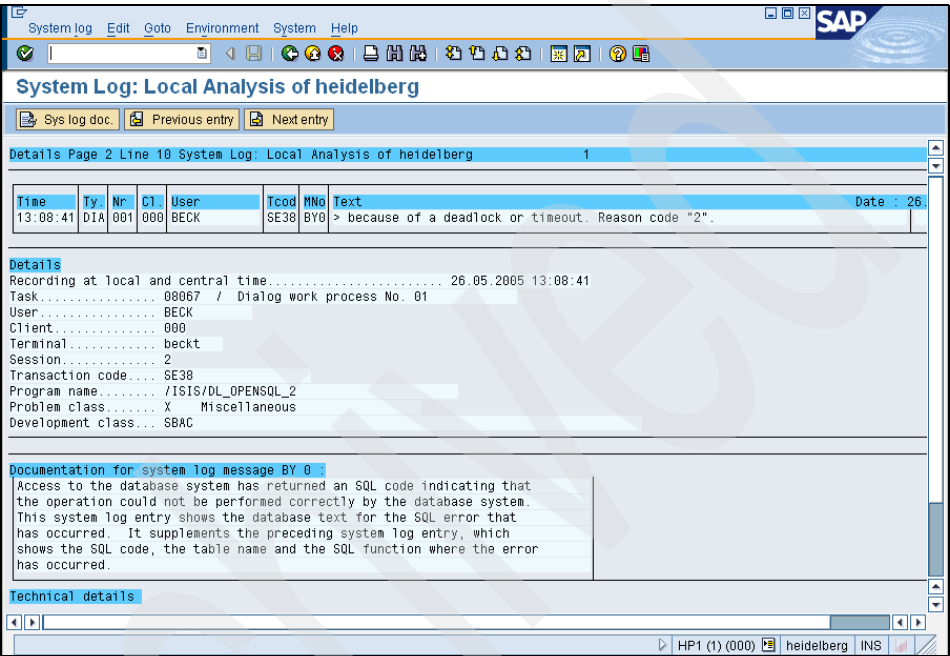 System log Edit Goto Environment System Help
SAP
System Log: Local Analysis of heidelberg
Sys log doc. Previous entry Next entry
Details Page 2 Line 10 System Log: Local Analysis of heidelberg 1
Time Ty. Nr Cl. User Tcod MNo Text Date : 26.
13:08:41 DIA 001 000 BECK SE38 BY0 > because of a deadlock or timeout. Reason code "2".
Details
Recording at local and central time........................ 26.05.2005 13:08:41
Task................ 08067 / Dialog work process No. 01
User................ BECK
Client.............. 000
Terminal............ beckt
Session............. 2
Transaction code.... SE38
Program name........ /ISIS/DL_OPENSQL_2
Problem class....... X Miscellaneous
Development class... SBAC
Documentation for system log message BY 0 :
Access to the database system has returned an SQL code indicating that
the operation could not be performed correctly by the database system.
This system log entry shows the database text for the SQL error that
has occurred. It supplements the preceding system log entry, which
shows the SQL code, the table name and the SQL function where the error
has occurred.
Technical details
HP1 (1) (000) heidelberg INS